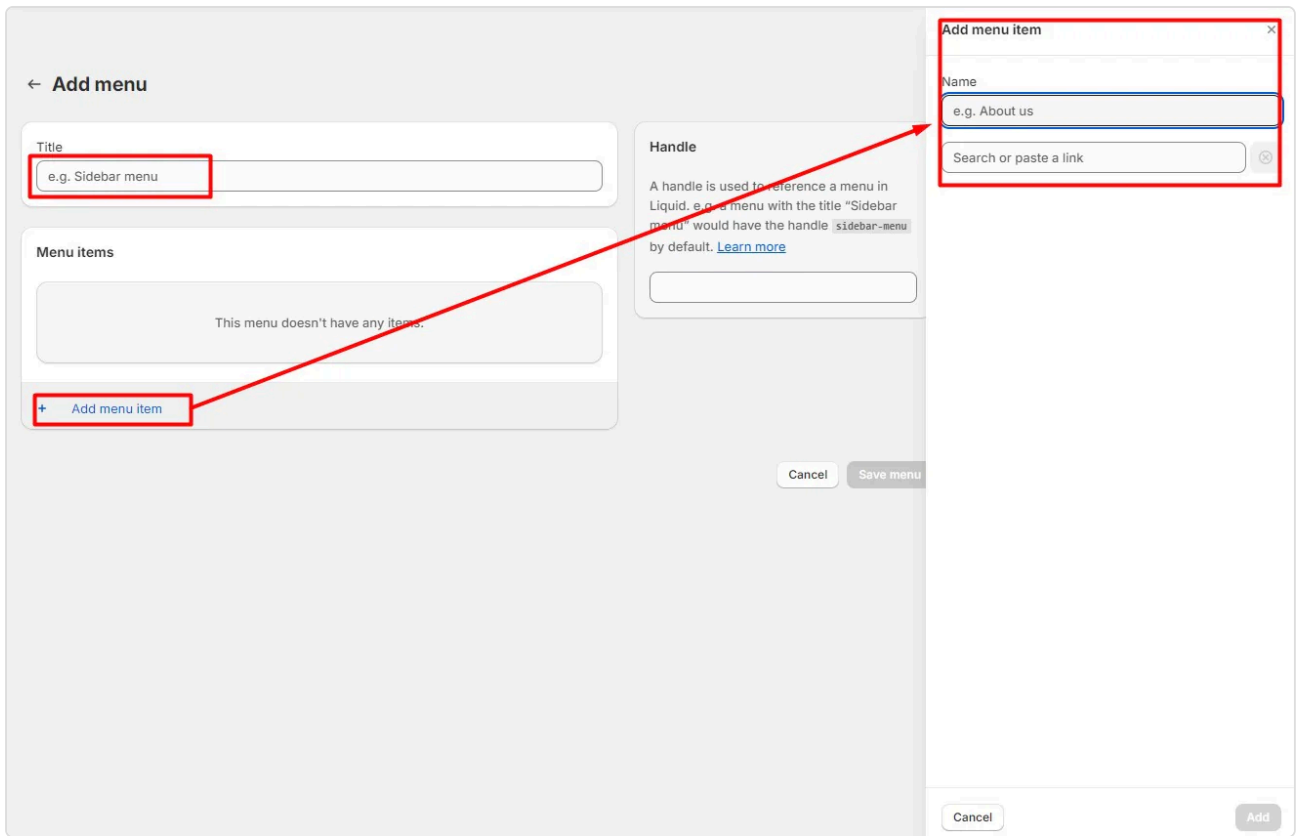 Add menu
Title
e.g. Sidebar menu
Menu items
This menu doesn't have any items.
+ Add menu item
Handle
A handle is used to reference a menu in
Liquid. e.g. a menu with the title “Sidebar
menu” would have the handle sidebar-menu
by default. Learn more
Cancel
Save menu
Add menu item
Name
e.g. About us
Search or paste a link
Cancel
Add